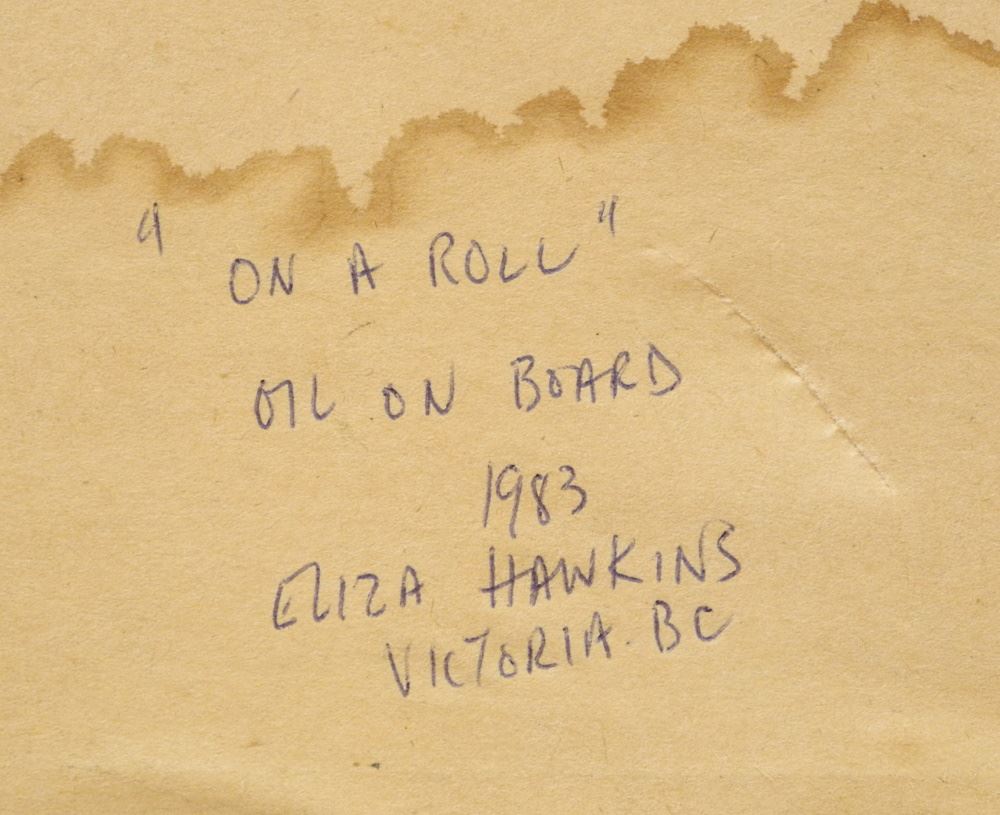 "ON A ROLL"
OIL ON BOARD
1983
ELIZA HAWKINS
VICTORIA. BC